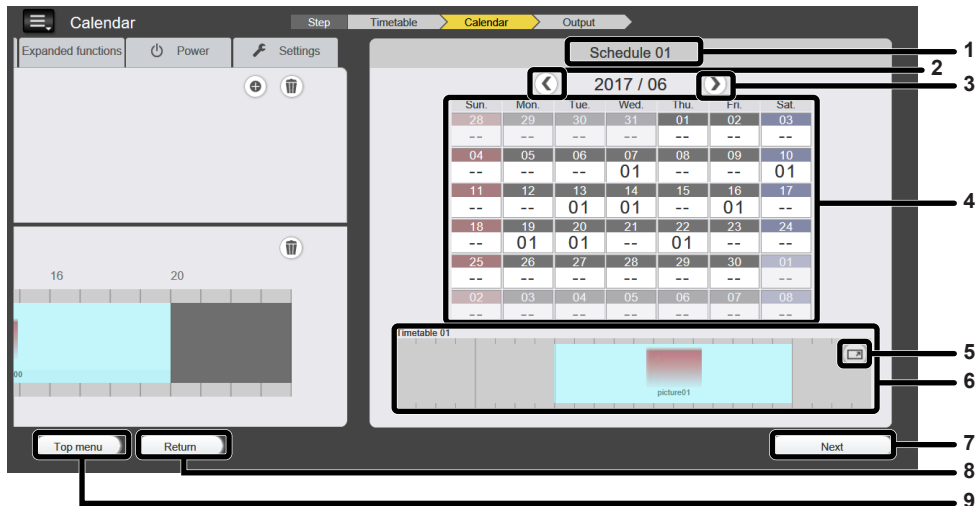 Calendar
Step Timetable Calendar Output
Expanded functions Power Settings
Schedule 01 1
2
2017 / 06 3
Sun. Mon. Tue. Wed. Thu. Fri. Sat.
28 29 30 31 01 02 03
-- -- -- -- -- -- --
04 05 06 07 08 09 10
-- -- -- 01 -- -- 01
11 12 13 14 15 16 17
-- -- 01 01 -- 01 --
4
18 19 20 21 22 23 24
-- 01 01 -- 01 -- --
25 26 27 28 29 30 01
-- -- -- -- -- -- --
02 03 04 05 06 07 08
-- -- -- -- -- -- --
16 20
Timetable 01
5
00
6
picture01
Top menu Return Next 7
8
9